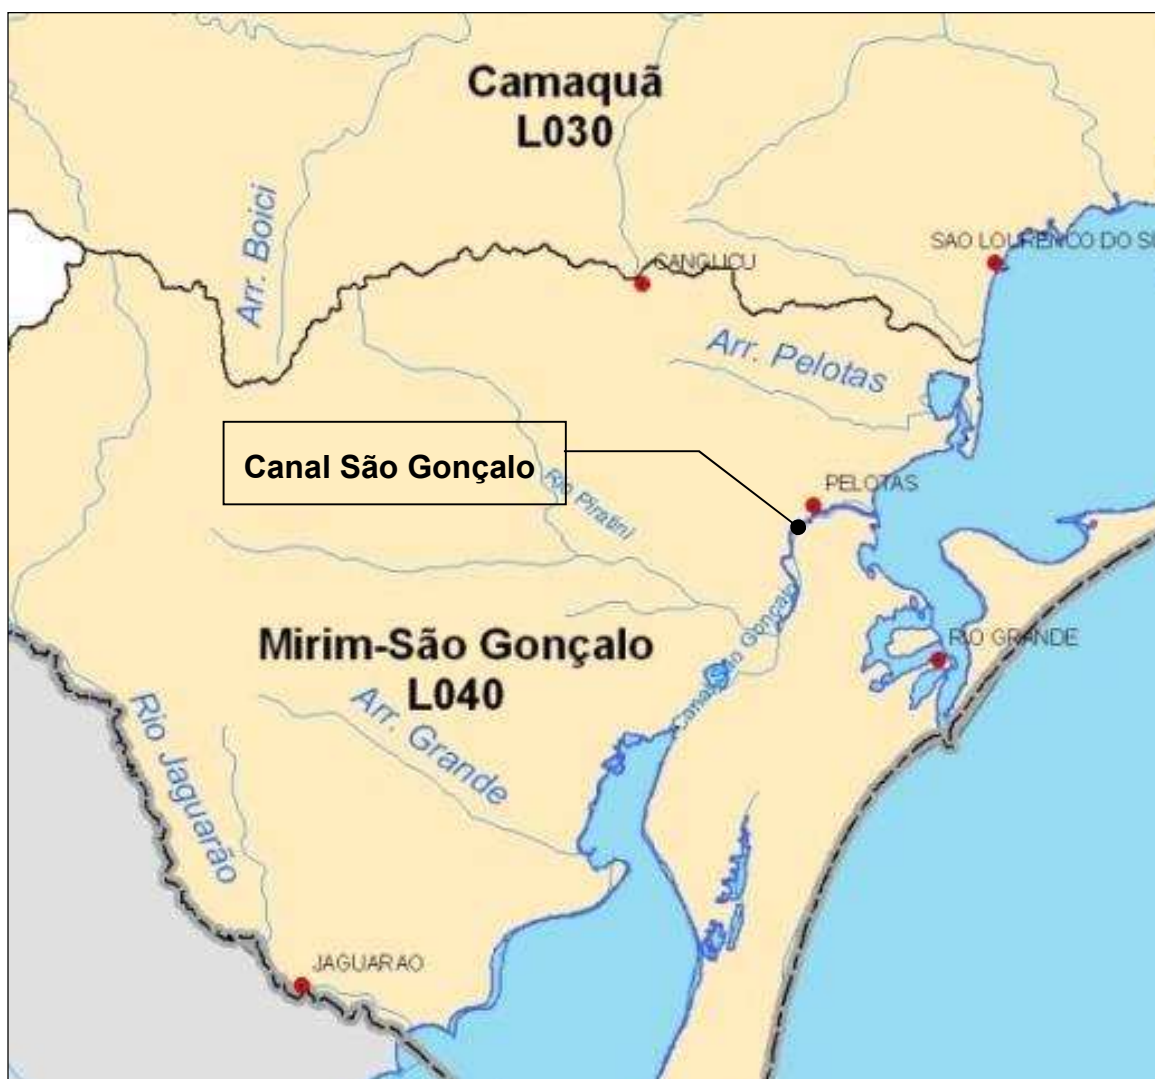 Camaquã
L030
Arr. Boici
SAO LOURENCO DO S
CANGUCU
Arr. Pelotas
Canal São Gonçalo
Rio Piratini
PELOTAS
Mirim-São Gonçalo
L040
Canal São Gonçalo
RIO GRANDE
Rio Jaguarão
Arr. Grande
JAGUARAO